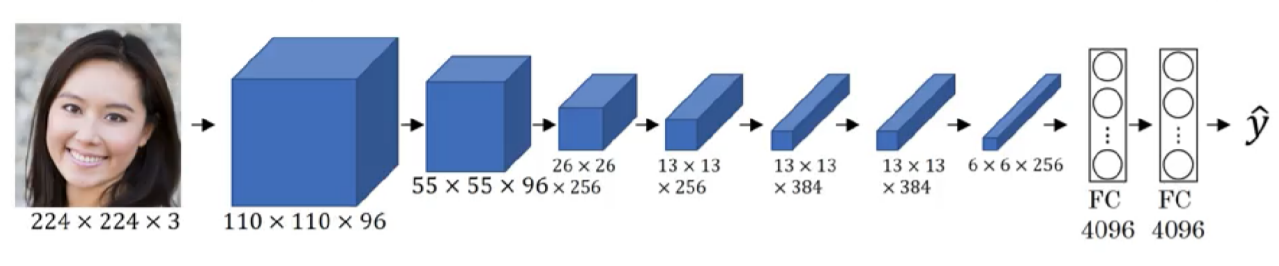 224 × 224 × 3
110 × 110 × 96
55 × 55 × 96
26 × 26
× 256
13 × 13
× 256
13 × 13
× 384
13 × 13
× 384
6 × 6 × 256
FC
4096
FC
4096
ŷ